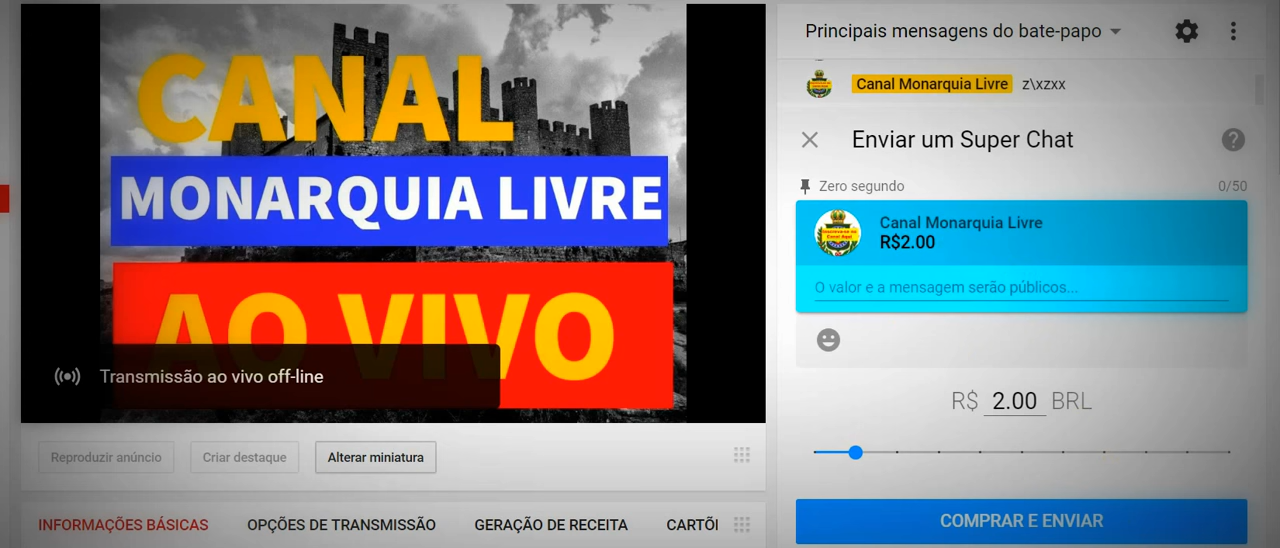 CANAL
MONARQUIA LIVRE
AO VIVO
Transmissão ao vivo off-line
Reproduzir anúncio
Criar destaque
Alterar miniatura
INFORMAÇÕES BÁSICAS
OPÇÕES DE TRANSMISSÃO
GERAÇÃO DE RECEITA
CARTÕI
Principais mensagens do bate-papo
Canal Monarquia Livre z\xzxx
Enviar um Super Chat
Zero segundo
0/50
Canal Monarquia Livre
R$2.00
O valor e a mensagem serão públicos...
R$ 2.00 BRL
COMPRAR E ENVIAR